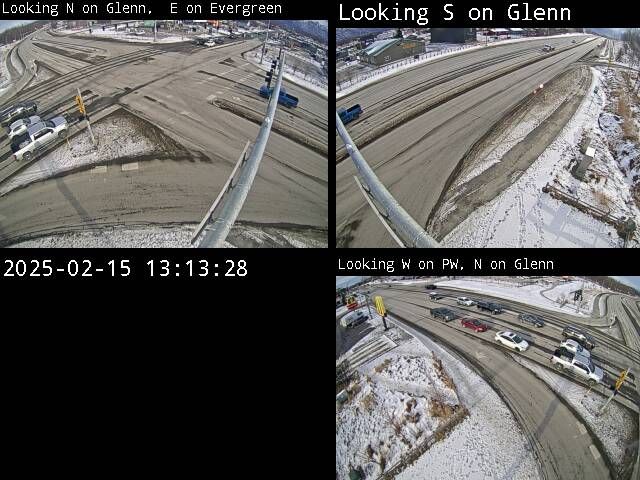 Looking N on Glenn,  E on Evergreen
Looking S on Glenn
2025-02-15 13:13:28
Looking W on PW, N on Glenn